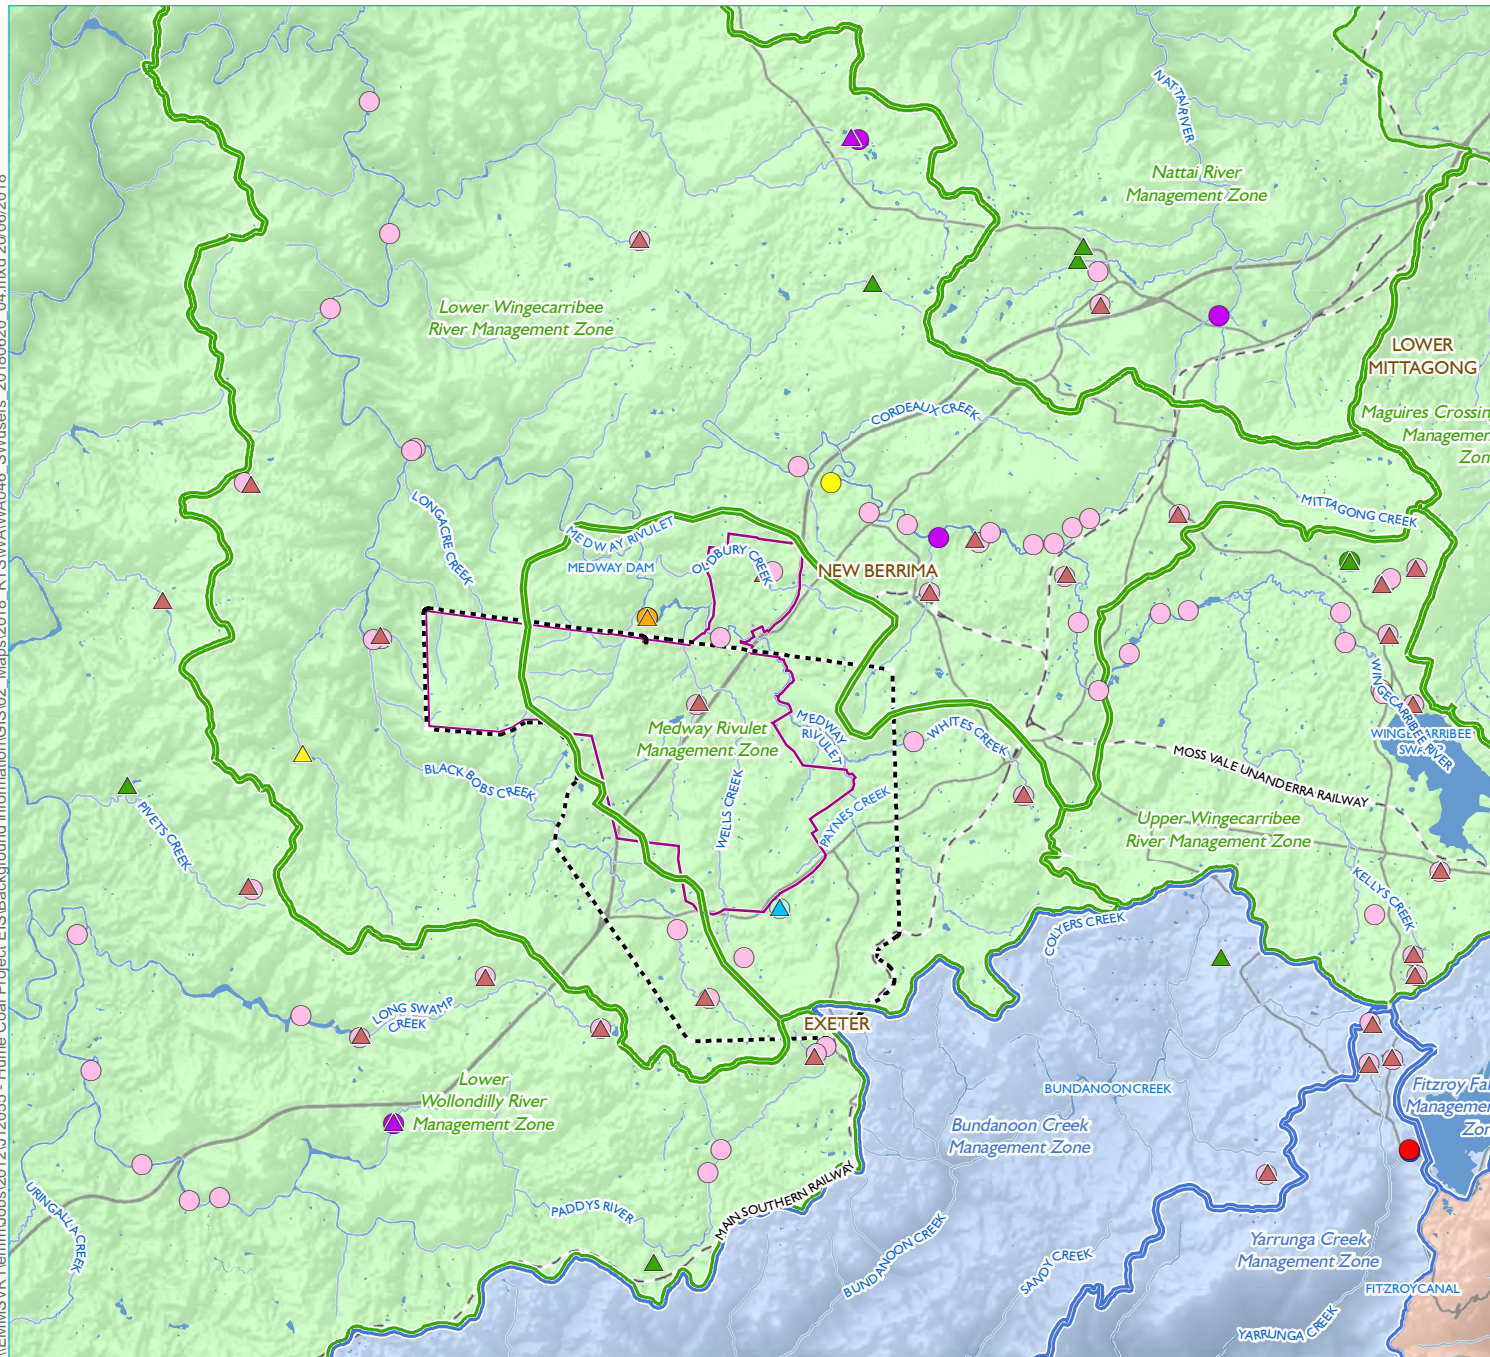 NATTAI RIVER
Nattai River
Management Zone
Lower Wingecarribee
River Management Zone
LOWER
MITTAGONG
Maguires Crossin
Managemen
Zon
CORDEAUX CREEK
MITTAGONG CREEK
LONGACRE CREEK
MEDWAY RIVULET
MEDWAY DAM
OLDBURY CREEK
NEW BERRIMA
WINGECARRIBEE RIVER
WINGECARRIBEE
SWAMP
Medway Rivulet
Management Zone
MEDWAY
RIVULET
WHITES CREEK
MOSS VALE UNANDERRA RAILWAY
BLACK BOBS CREEK
WELLS CREEK
PAYNES CREEK
PIVETS CREEK
Upper Wingecarribee
River Management Zone
KELLYS CREEK
COLYERS CREEK
LONG SWAMP
CREEK
EXETER
Lower
Wollondilly River
Management Zone
BUNDANOON CREEK
Bundanoon Creek
Management Zone
Fitzroy Fal
Managemen
Zon
URINGALLA CREEK
PADDYS RIVER
MAIN SOUTHERN RAILWAY
BUNDANOON CREEK
SANDY CREEK
Yarrunga Creek
Management Zone
FITZROY CANAL
YARRUNGA CREEK